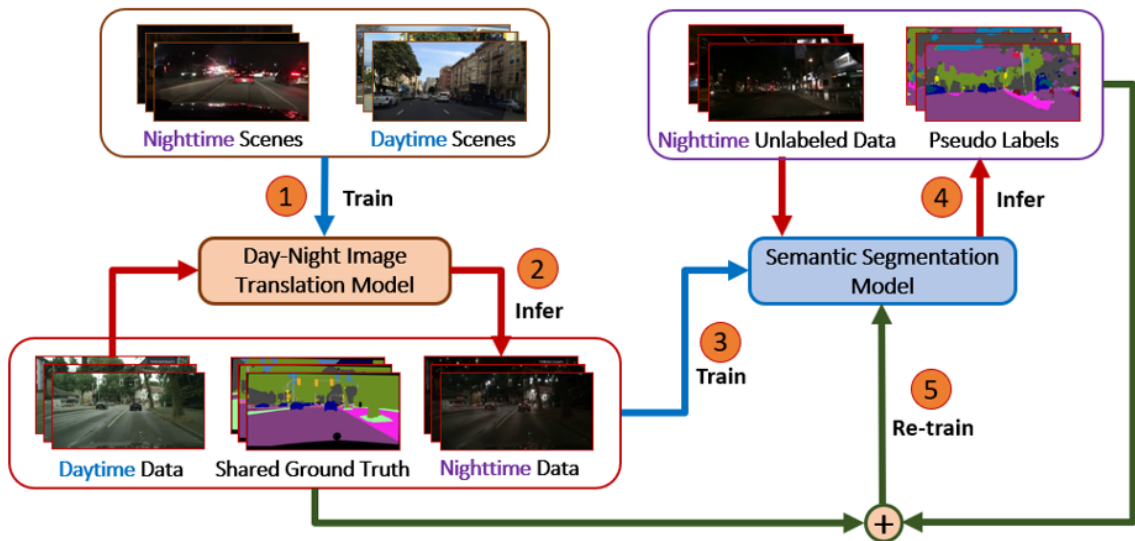 Nighttime Scenes
Daytime Scenes
1
Train
Day-Night Image
Translation Model
2
Infer
Daytime Data
Shared Ground Truth
Nighttime Data
3
Train
Nighttime Unlabeled Data
Pseudo Labels
4
Infer
Semantic Segmentation
Model
5
Re-train
+